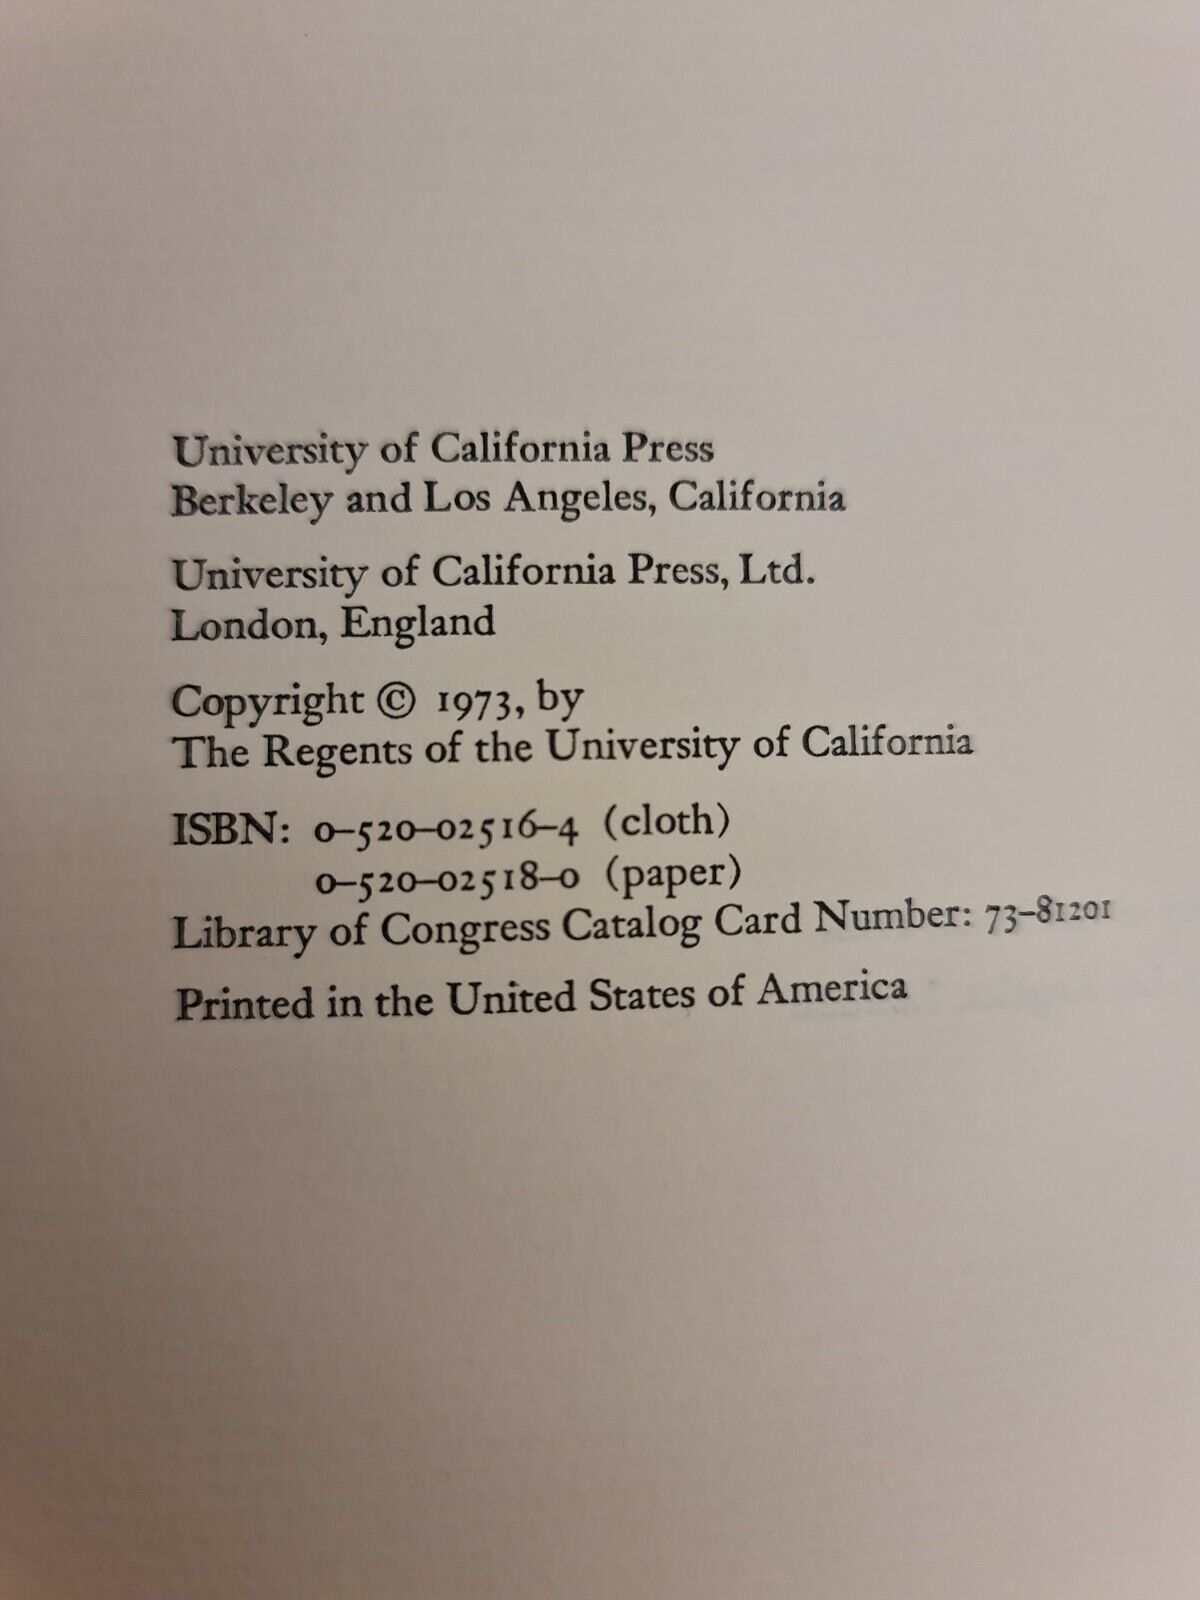 University of California Press
Berkeley and Los Angeles, California
University of California Press, Ltd.
London, England
Copyright © 1973, by
The Regents of the University of California
ISBN: 0–520–02516–4 (cloth)
0–520–02518–0 (paper)
Library of Congress Catalog Card Number: 73–81201
Printed in the United States of America